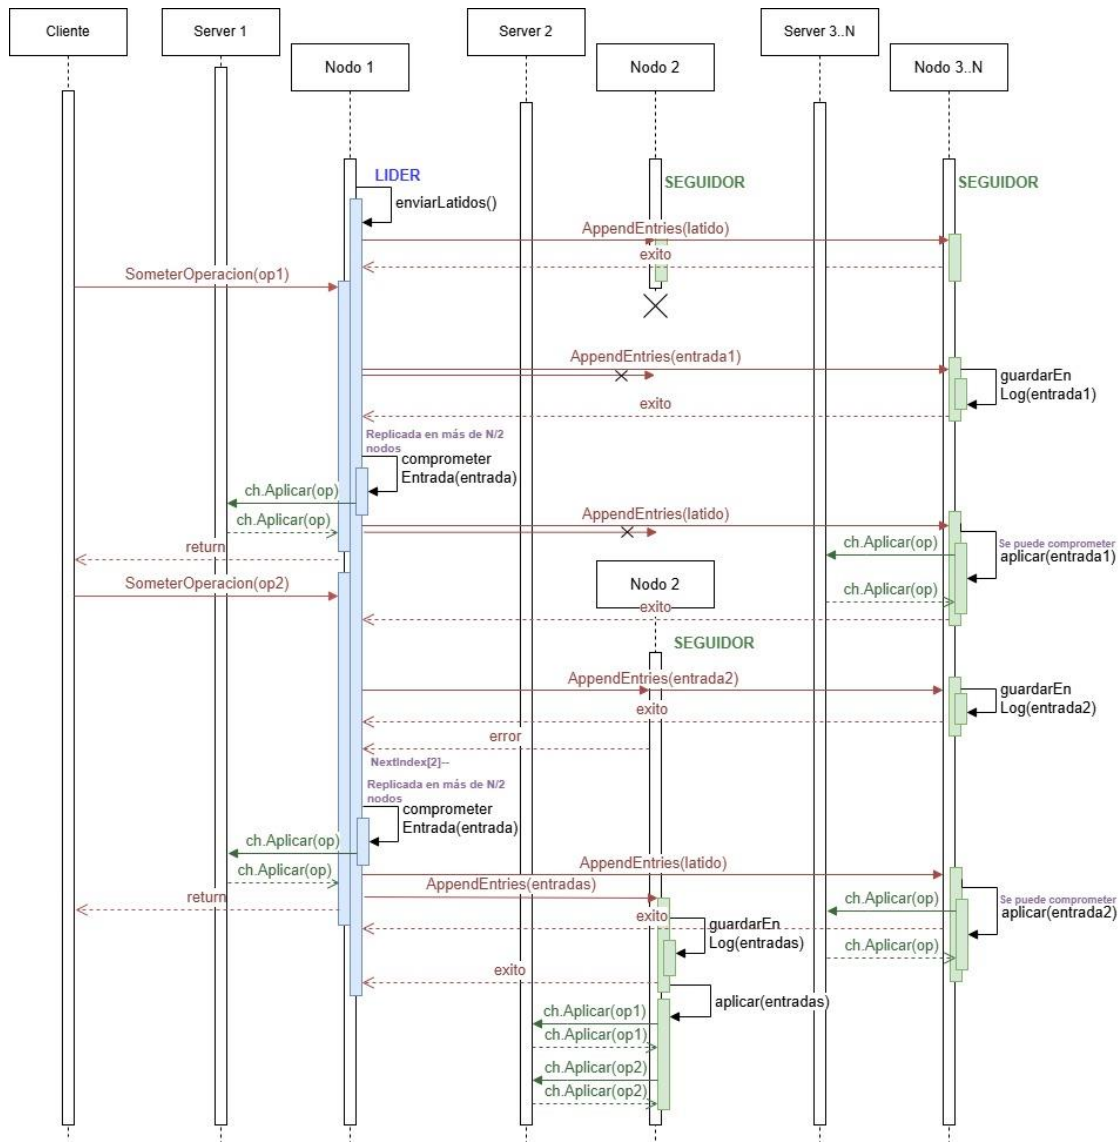 Cliente
Server 1
Server 2
Server 3..N
Nodo 1
Nodo 2
Nodo 3..N
LIDER
SEGUIDOR
SEGUIDOR
enviarLatidos()
AppendEntries(latido)
exito
SometerOperacion(op1)
AppendEntries(entrada1)
guardarEn
Log(entrada1)
exito
Replicada en más de N/2
nodos
comprometer
Entrada(entrada)
ch.Aplicar(op)
AppendEntries(latido)
ch.Aplicar(op)
return
Se puede comprometer
ch.Aplicar(op)
aplicar(entrada1)
SometerOperacion(op2)
Nodo 2
ch.Aplicar(op)
exito
SEGUIDOR
AppendEntries(entrada2)
guardarEn
Log(entrada2)
exito
error
NextIndex[2]--
Replicada en más de N/2
nodos
comprometer
Entrada(entrada)
ch.Aplicar(op)
AppendEntries(latido)
ch.Aplicar(op)
AppendEntries(entradas)
return
Se puede comprometer
ch.Aplicar(op)
aplicar(entrada2)
exito
guardarEn
Log(entradas)
ch.Aplicar(op)
exito
aplicar(entradas)
ch.Aplicar(op1)
ch.Aplicar(op1)
ch.Aplicar(op2)
ch.Aplicar(op2)